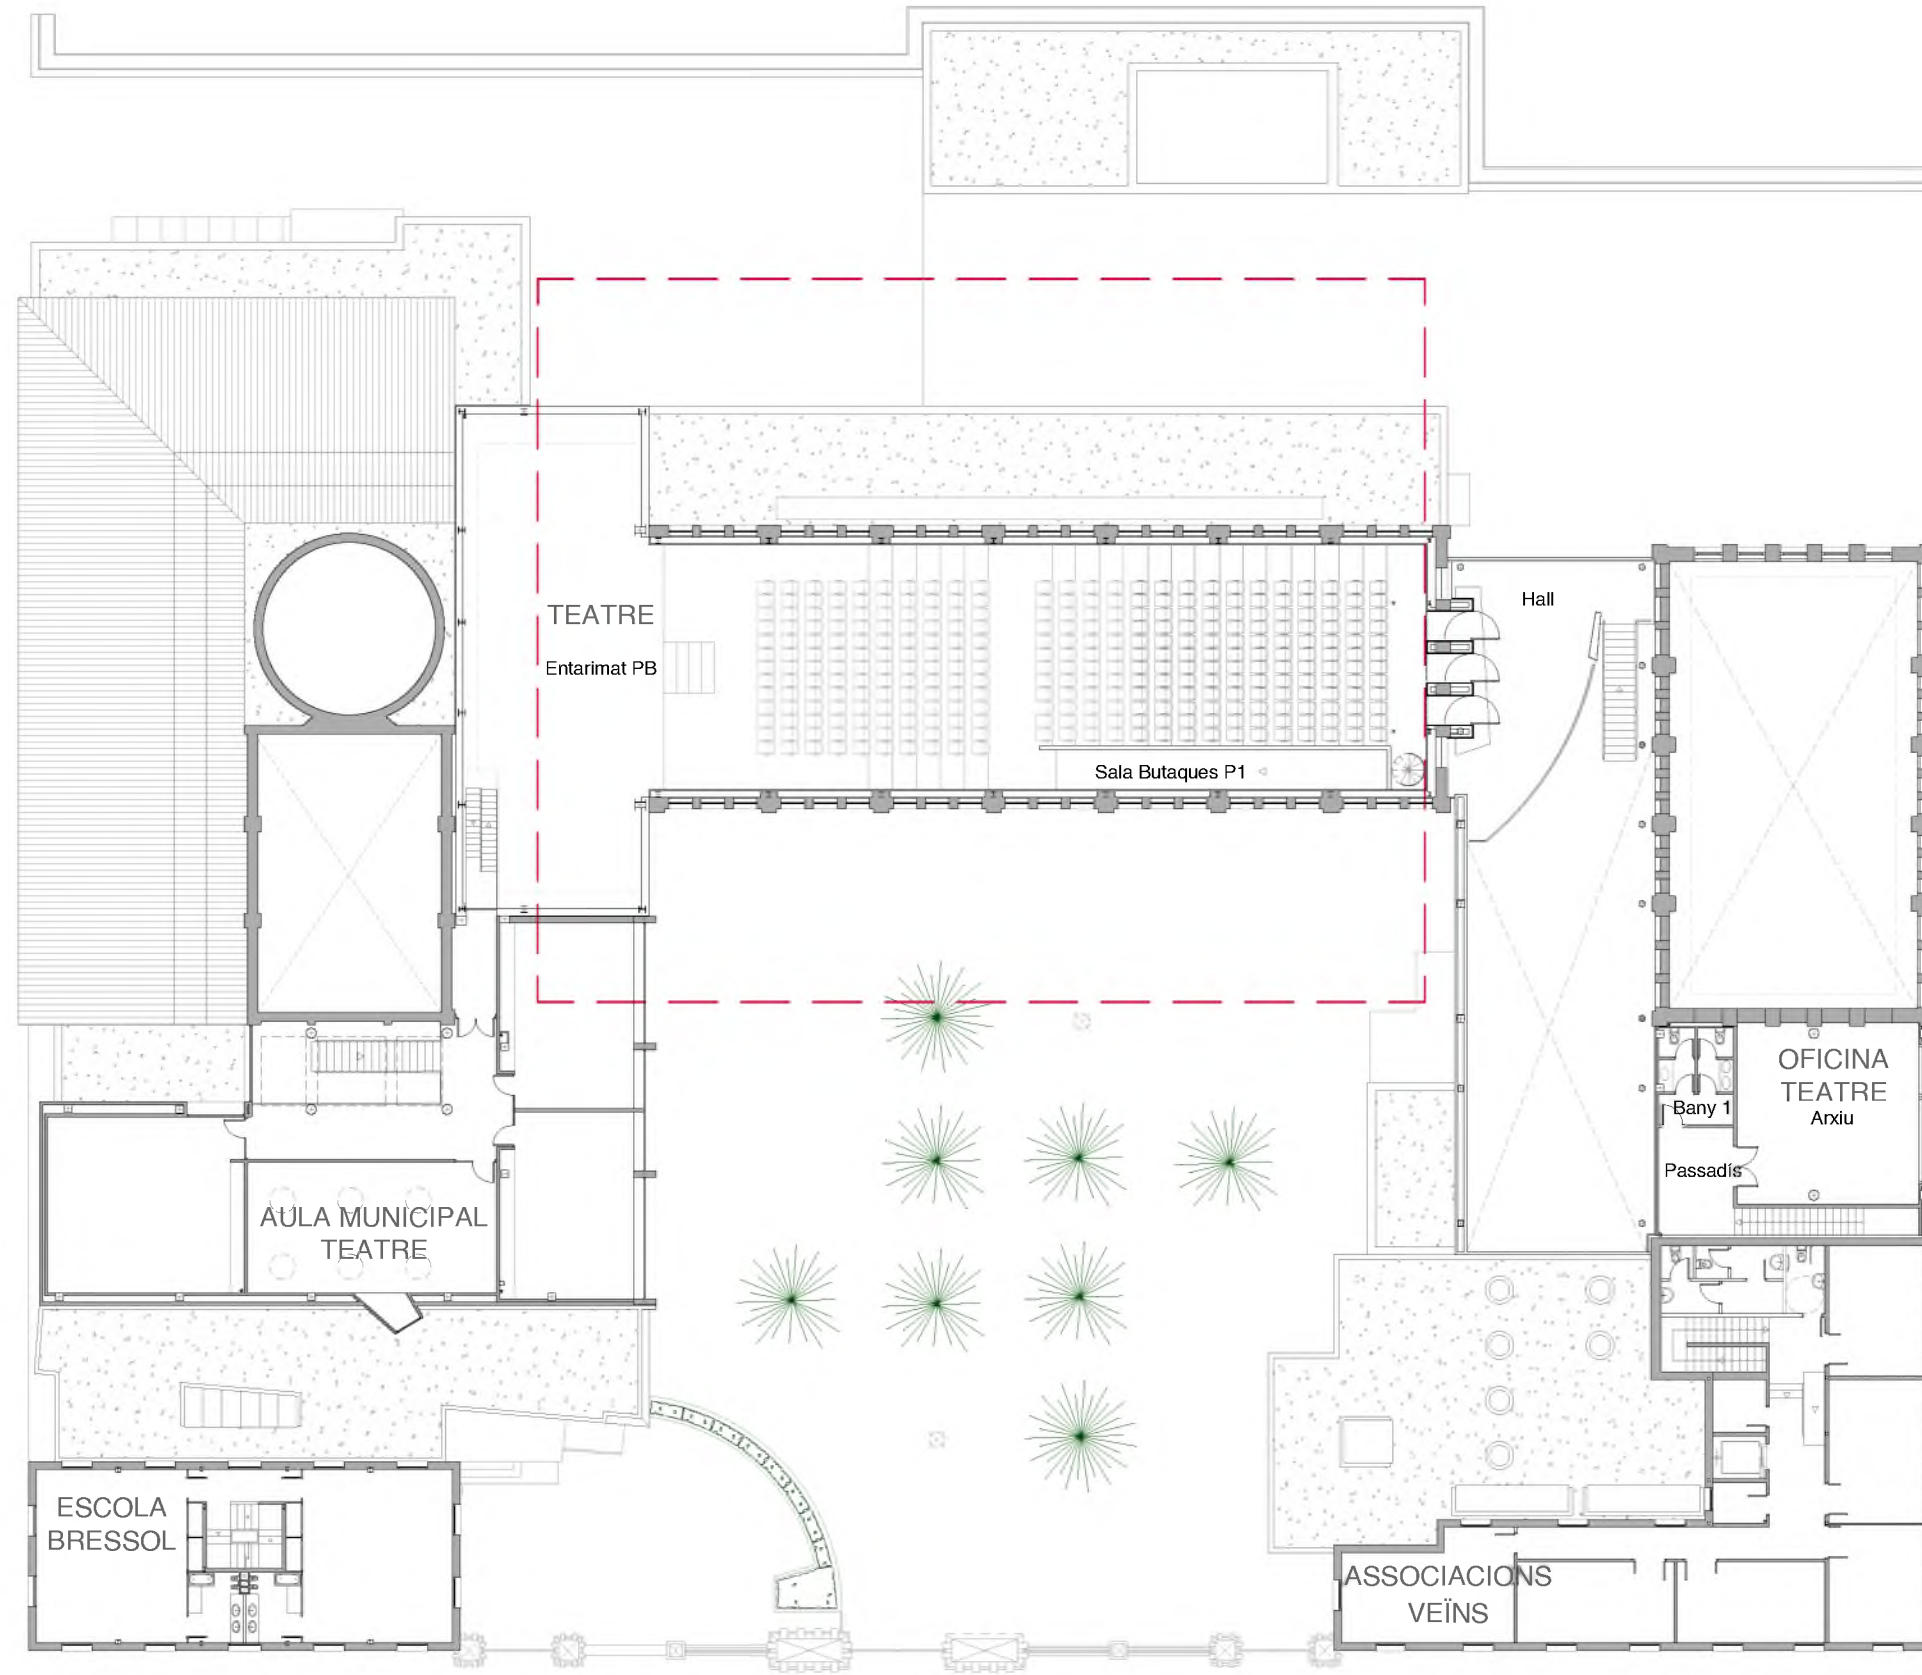 TEATRE
Entarimat PB
Hall
Sala Butaques P1
OFICINA
TEATRE
Arxiu
Bany 1
Passadís
AULA MUNICIPAL
TEATRE
ESCOLA
BRESSOL
ASSOCIACIONS
VEÏNS